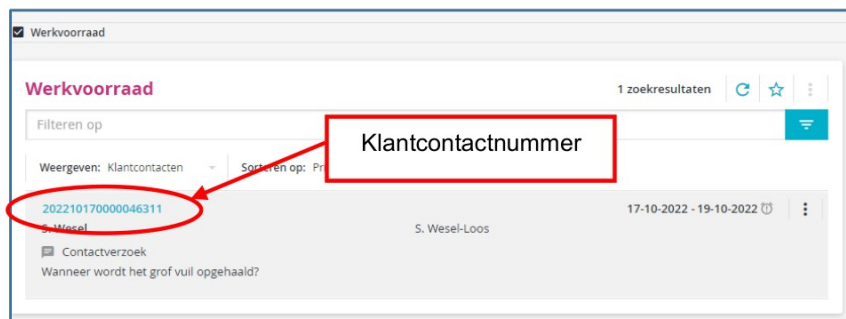 Werkvoorraad
Werkvoorraad
1 zoekresultaten
Filteren op
Klantcontactnummer
Weergeven: Klantcontacten
Sorteren op: Pr
202210170000046311
17-10-2022 - 19-10-2022
S. Wesel
S. Wesel-Loos
Contactverzoek
Wanneer wordt het grof vuil opgehaald?